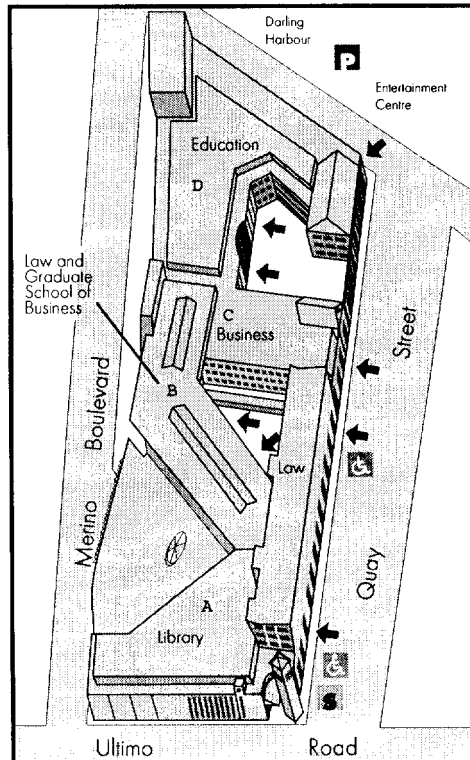 Darling
Harbour
P
Entertainment
Centre
Education
D
Law and
Graduate
School of
Business
C
Business
Street
B
Boulevard
Law
Merino
Quay
A
Library
S
Ultimo Road